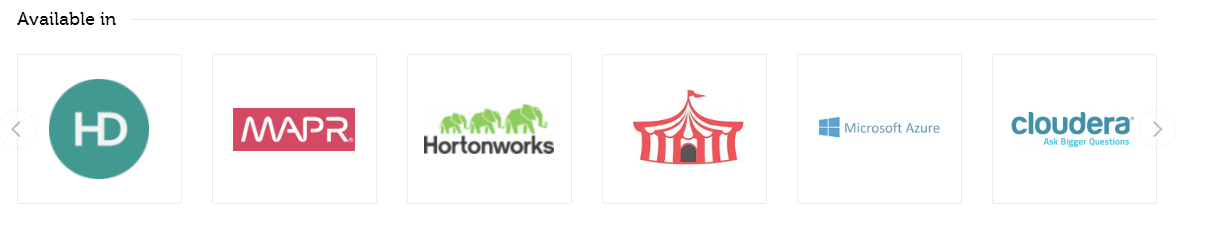 Available in
HD
MAPR®
Hortonworks
Microsoft Azure
cloudera®
Ask Bigger Questions